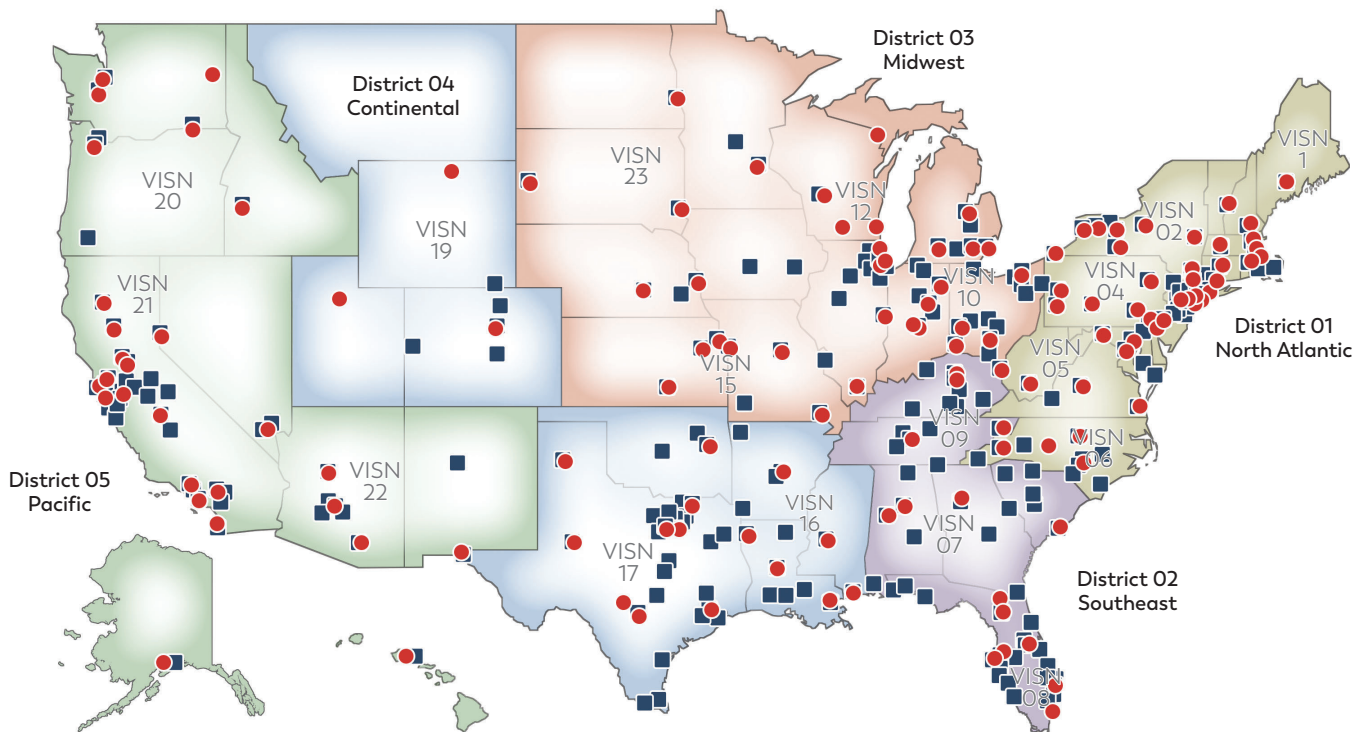 District 03
Midwest
District 04
Continental
VISN
1
VISN
20
VISN
23
VISN
12
VISN
02
VISN
19
VISN
21
VISN
10
VISN
04
District 01
North Atlantic
VISN
15
VISN
05
VISN
09
VISN
06
District 05
Pacific
VISN
22
VISN
16
VISN
07
VISN
17
District 02
Southeast
VISN
08